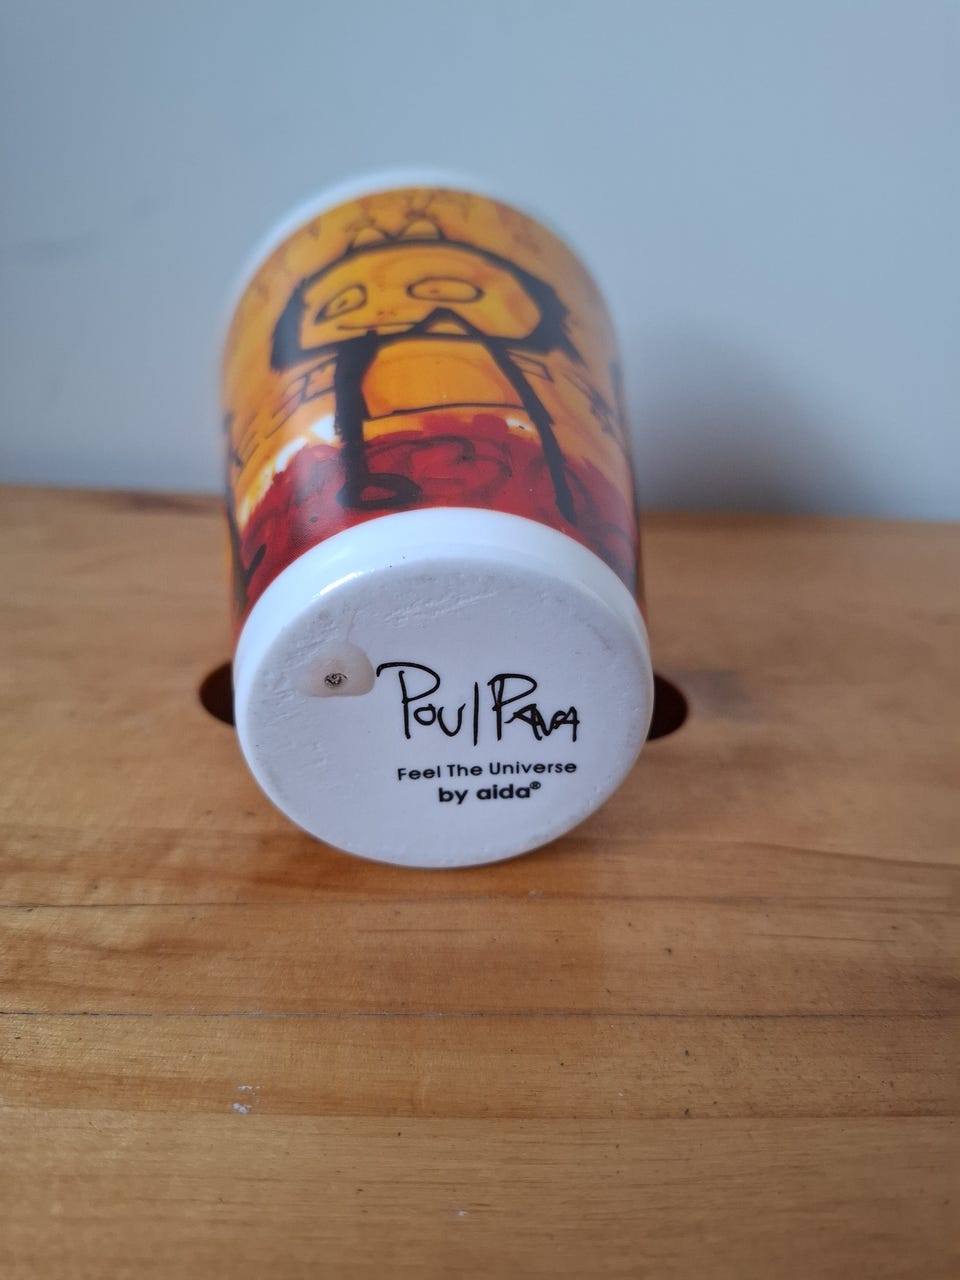 Poul Pava
Feel The Universe
by aida®